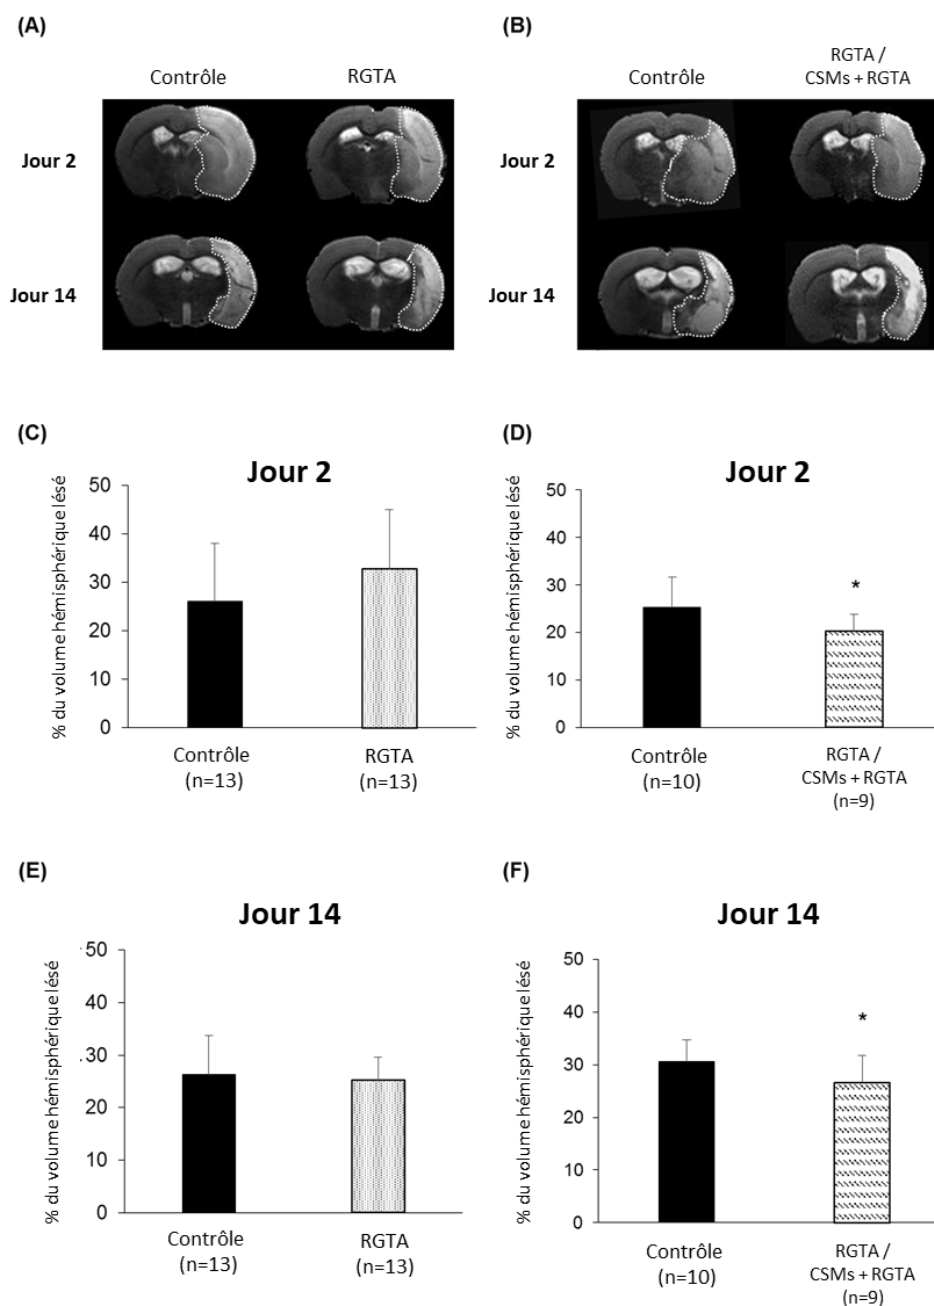 (A)
Contrôle
RGTA
Jour 2
Jour 14
(B)
Contrôle
RGTA /
CSMs + RGTA
Jour 2
Jour 14
(C)
Jour 2
% du volume hémisphérique lésé
50
40
30
20
10
0
Contrôle
(n=13)
RGTA
(n=13)
(D)
Jour 2
% du volume hémisphérique lésé
50
40
30
20
10
0
*
Contrôle
(n=10)
RGTA /
CSMs + RGTA
(n=9)
(E)
Jour 14
% du volume hémisphérique lésé
50
40
30
20
10
0
Contrôle
(n=13)
RGTA
(n=13)
(F)
Jour 14
% du volume hémisphérique lésé
50
40
30
20
10
0
*
Contrôle
(n=10)
RGTA /
CSMs + RGTA
(n=9)